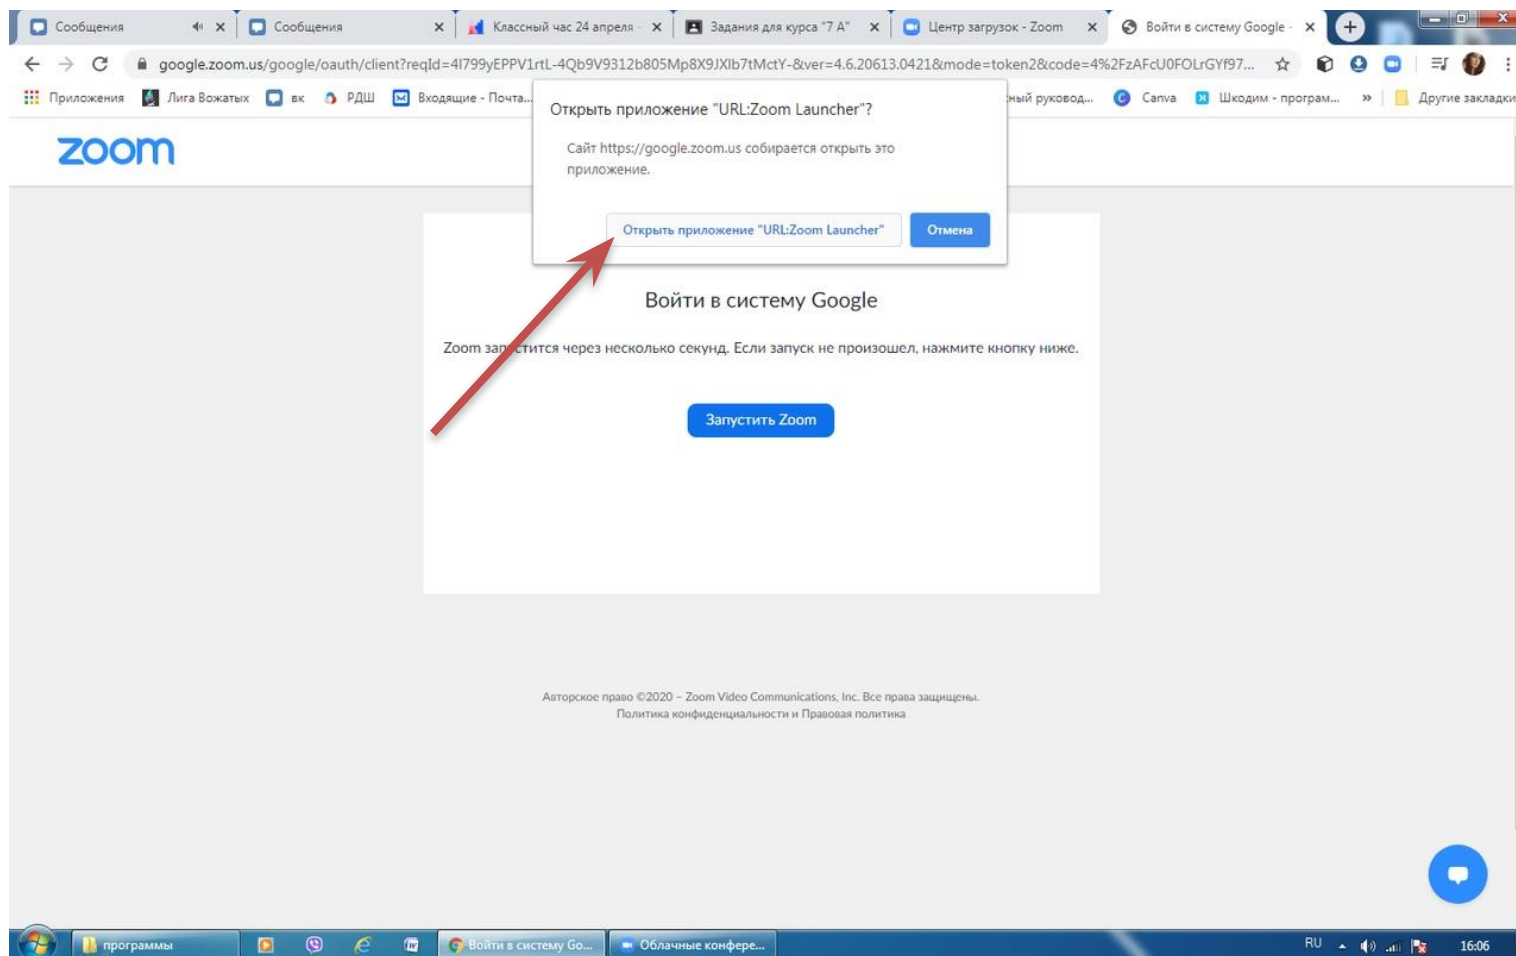 Сообщения
Сообщения
Классный час 24 апреля -
Задания для курса "7 А"
Центр загрузок - Zoom
Войти в систему Google -
google.zoom.us/google/oauth/client?reqId=4I799yEPPV1rtL-4Qb9V9312b805Mp8X9JXIb7tMctY-&ver=4.6.20613.0421&mode=token2&code=4%2FzAFcU0FOLrGYf97...
Приложения
Лига Вожатых
вк
РДШ
Входящие - Почта...
ный руковод...
Canva
Шкодим - програм...
»
Другие закладки
zoom
Открыть приложение "URL:Zoom Launcher"?
Сайт https://google.zoom.us собирается открыть это
приложение.
Открыть приложение "URL:Zoom Launcher"
Отмена
Войти в систему Google
Zoom запустится через несколько секунд. Если запуск не произошел, нажмите кнопку ниже.
Запустить Zoom
Авторское право ©2020 – Zoom Video Communications, Inc. Все права защищены.
Политика конфиденциальности и Правовая политика
программы
Войти в систему Go...
Облачные конфере...
RU
16:06